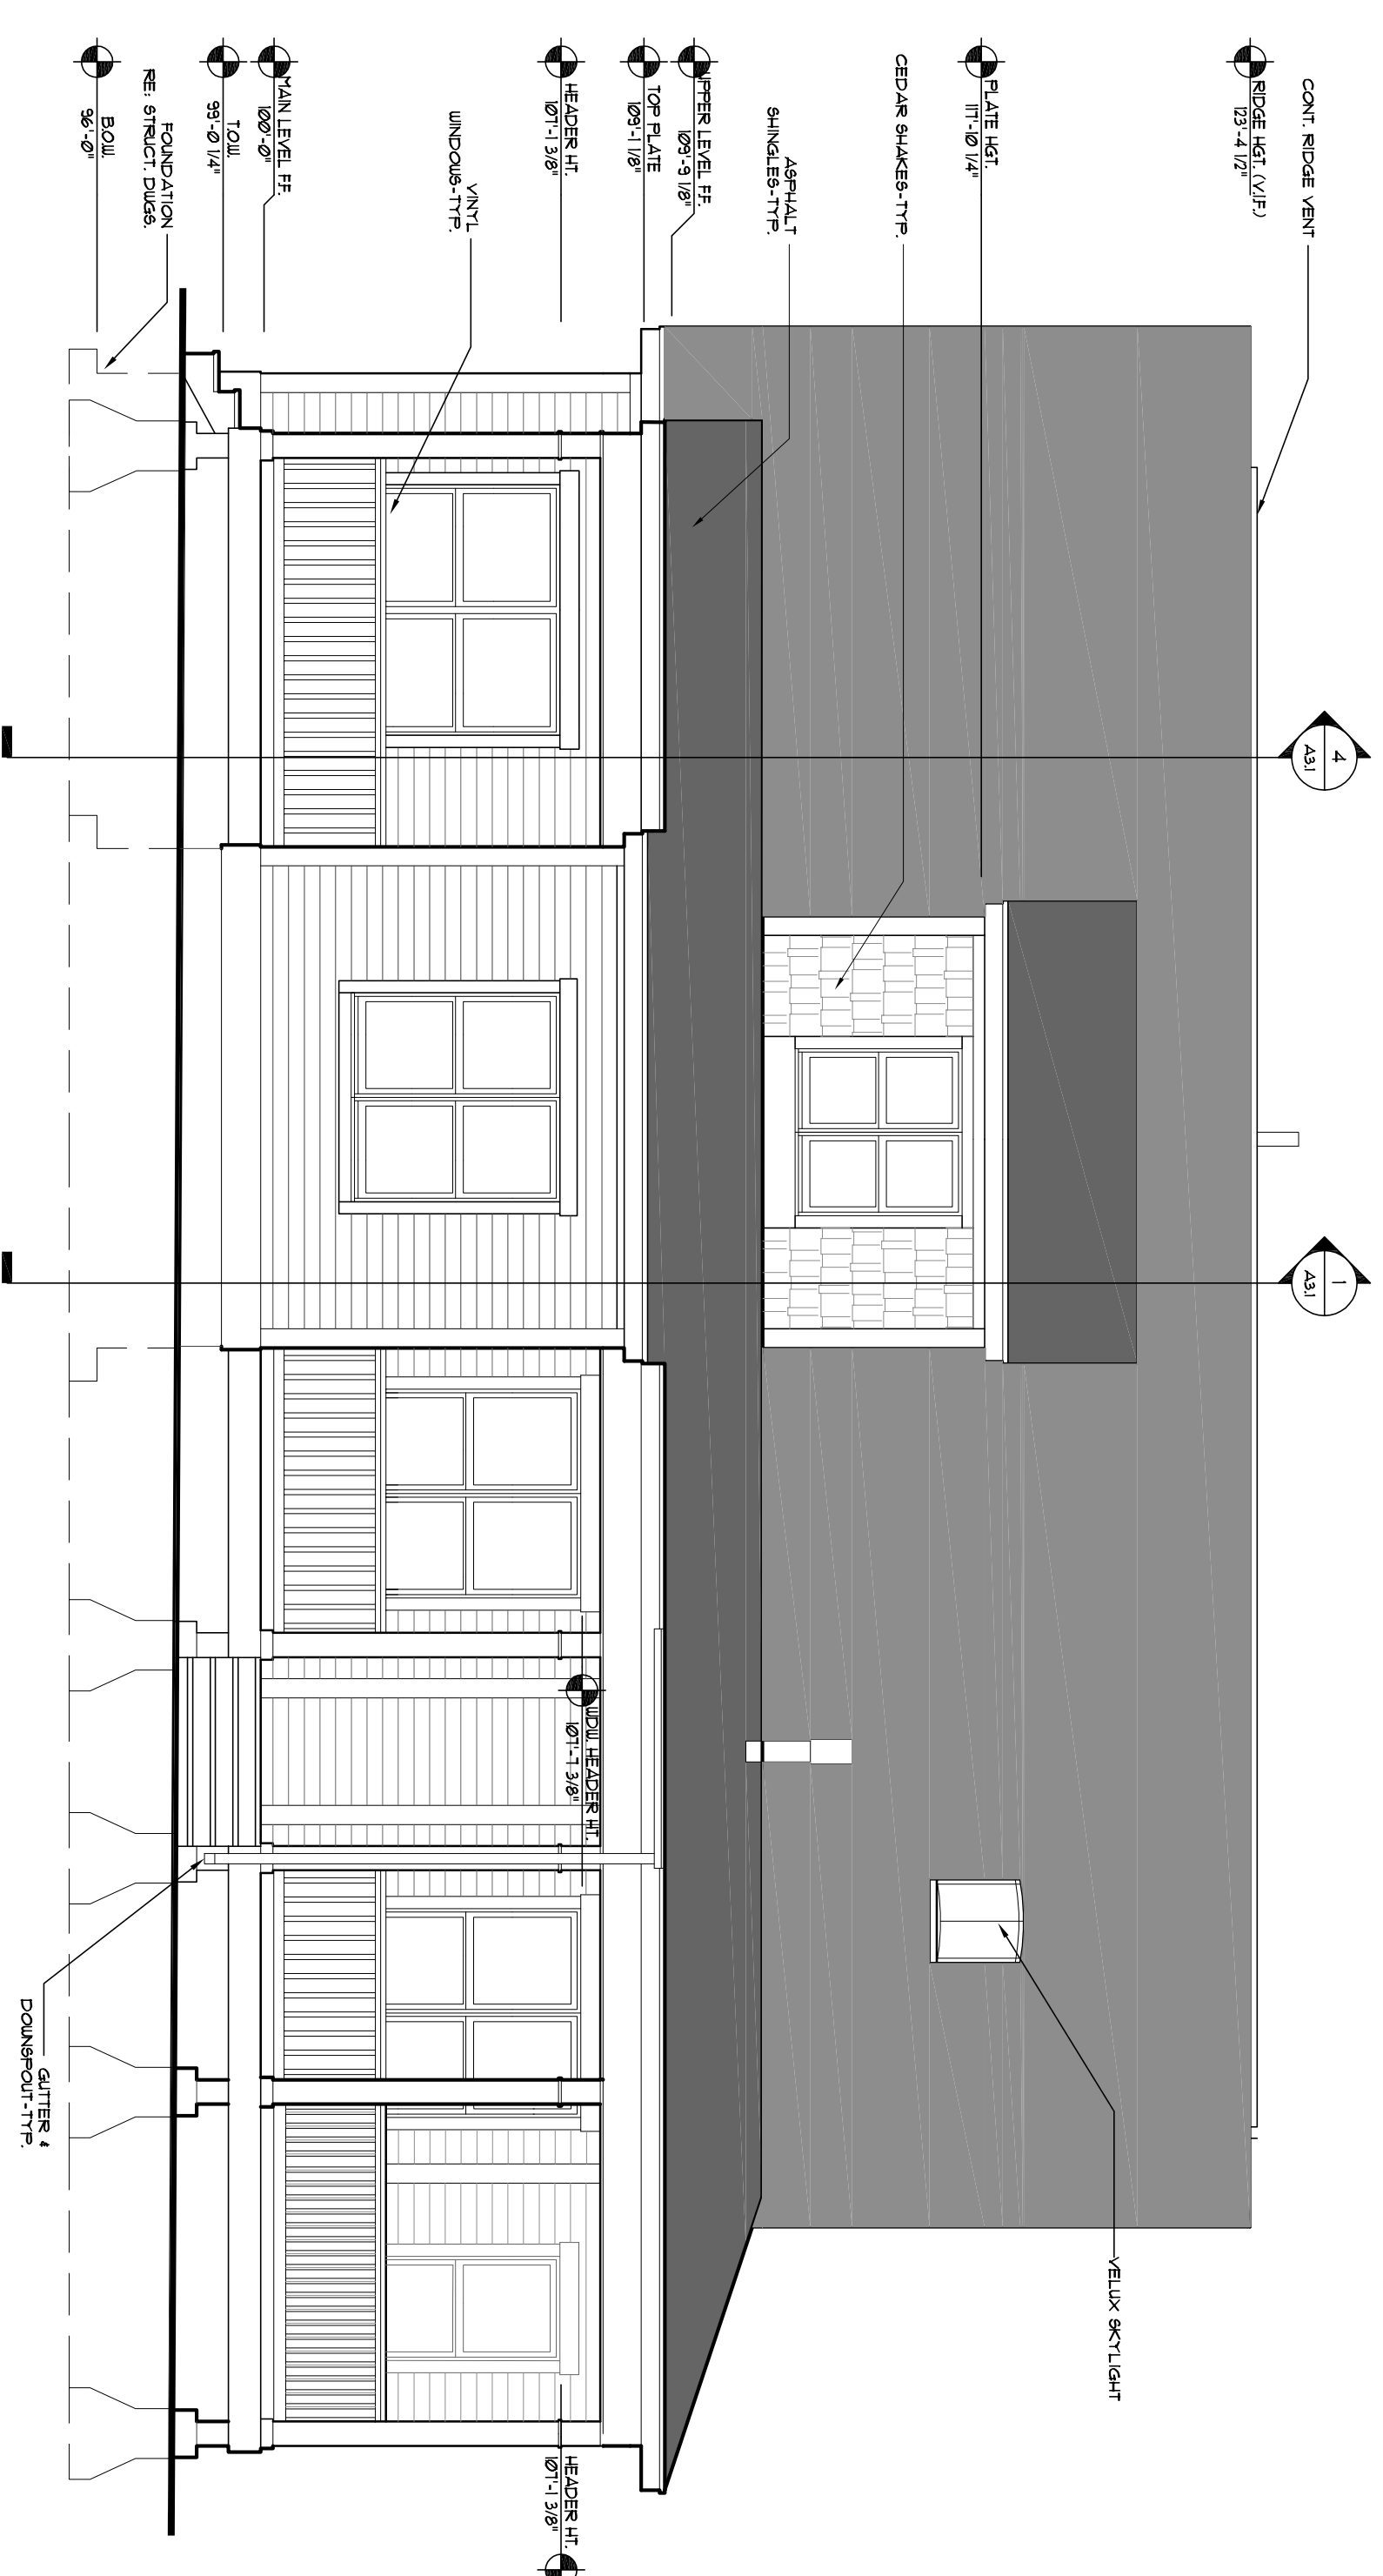 CONT. RIDGE VENT
RIDGE HGT. (V.I.F.)
123'-4 1/2"
PLATE HGT.
117'-10 1/4"
CEDAR SHAKES-TYP.
ASPHALT
SHINGLES-TYP.
UPPER LEVEL F.F.
109'-9 1/8"
TOP PLATE
109'-1 1/8"
HEADER HT.
107'-1 3/8"
VINYL
WINDOWS-TYP.
MAIN LEVEL F.F.
100'-0"
T.O.W.
99'-0 1/4"
FOUNDATION
RE: STRUCT. DWGS.
B.O.W.
96'-0"
4
A3.1
1
A3.1
WDW. HEADER HT.
107'-7 3/8"
VELUX SKYLIGHT
GUTTER &
DOWNSPOUT-TYP.
HEADER HT.
107'-1 3/8"